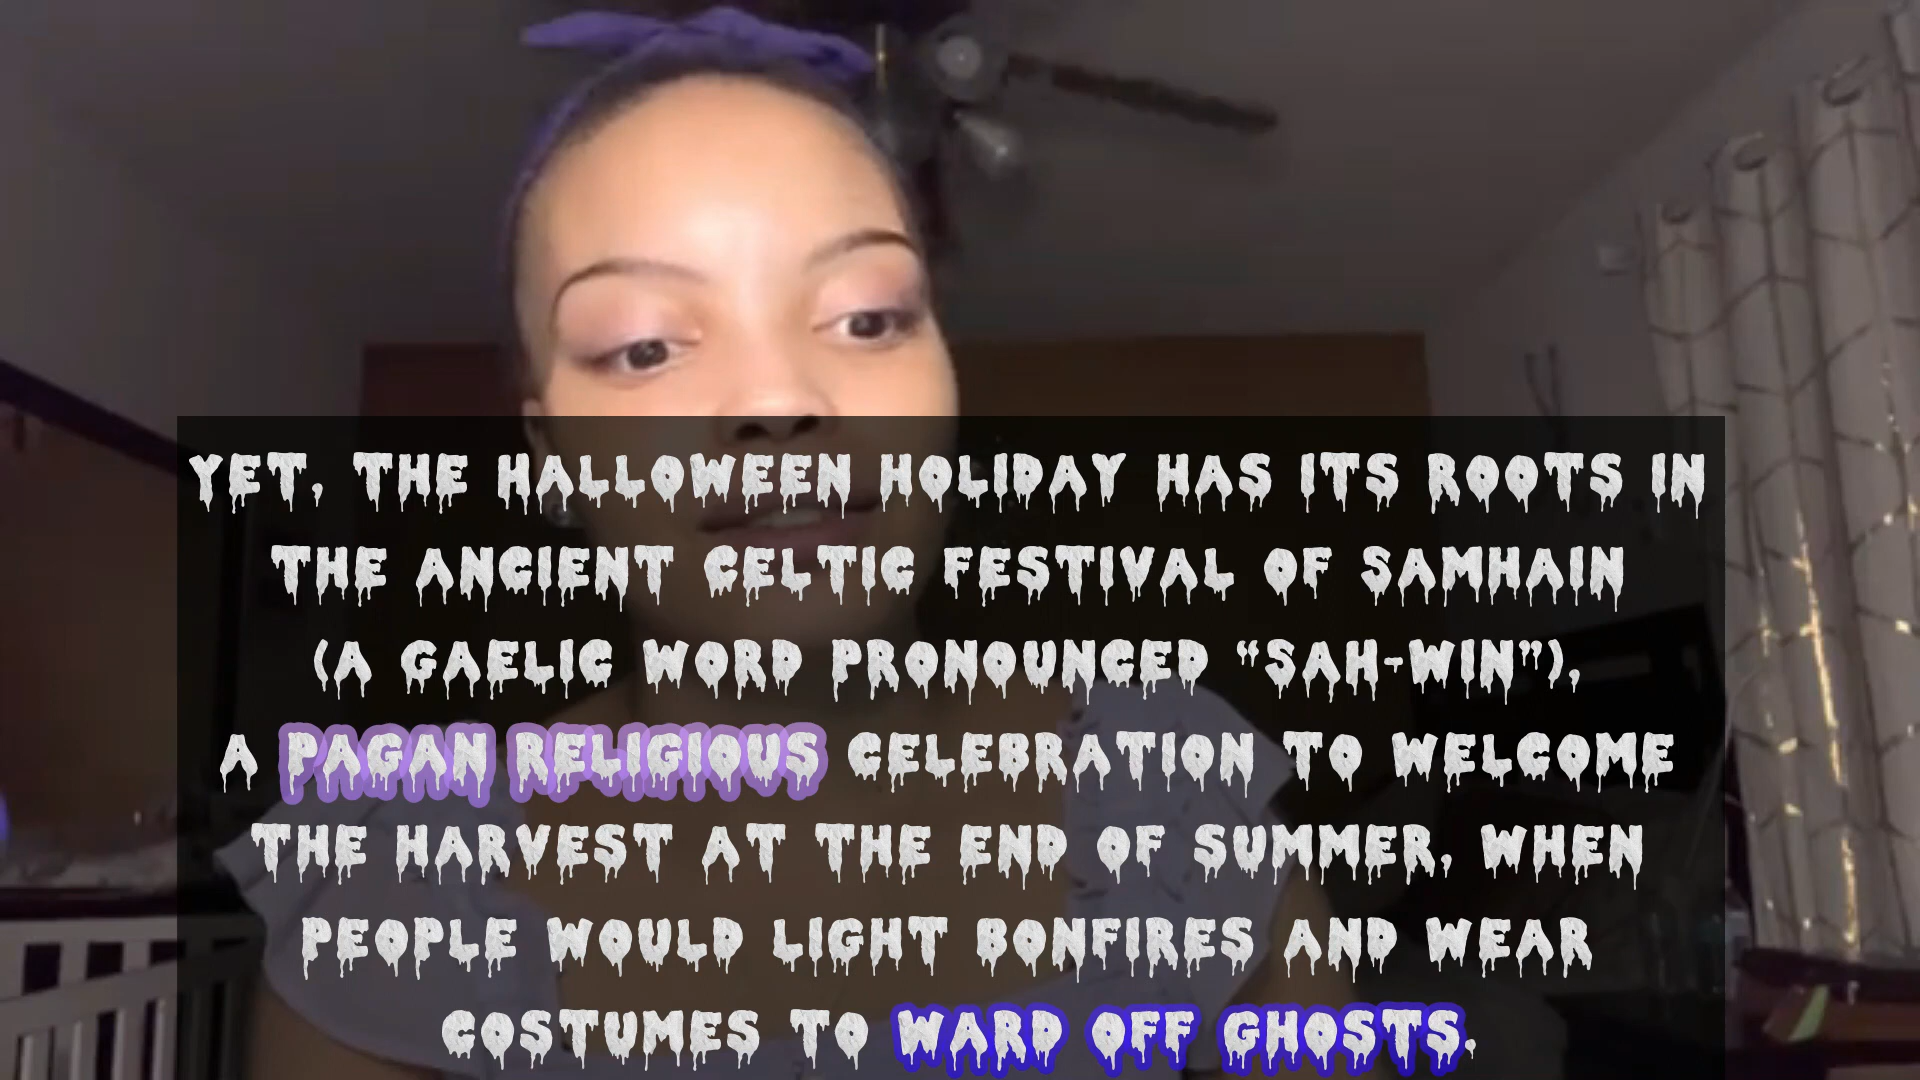 YET, THE HALLOWEEN HOLIDAY HAS ITS ROOTS IN
THE ANCIENT CELTIC FESTIVAL OF SAMHAIN
(A GAELIC WORD PRONOUNCED “SAH-WIN”),
A PAGAN RELIGIOUS CELEBRATION TO WELCOME
THE HARVEST AT THE END OF SUMMER, WHEN
PEOPLE WOULD LIGHT BONFIRES AND WEAR
COSTUMES TO WARD OFF GHOSTS.